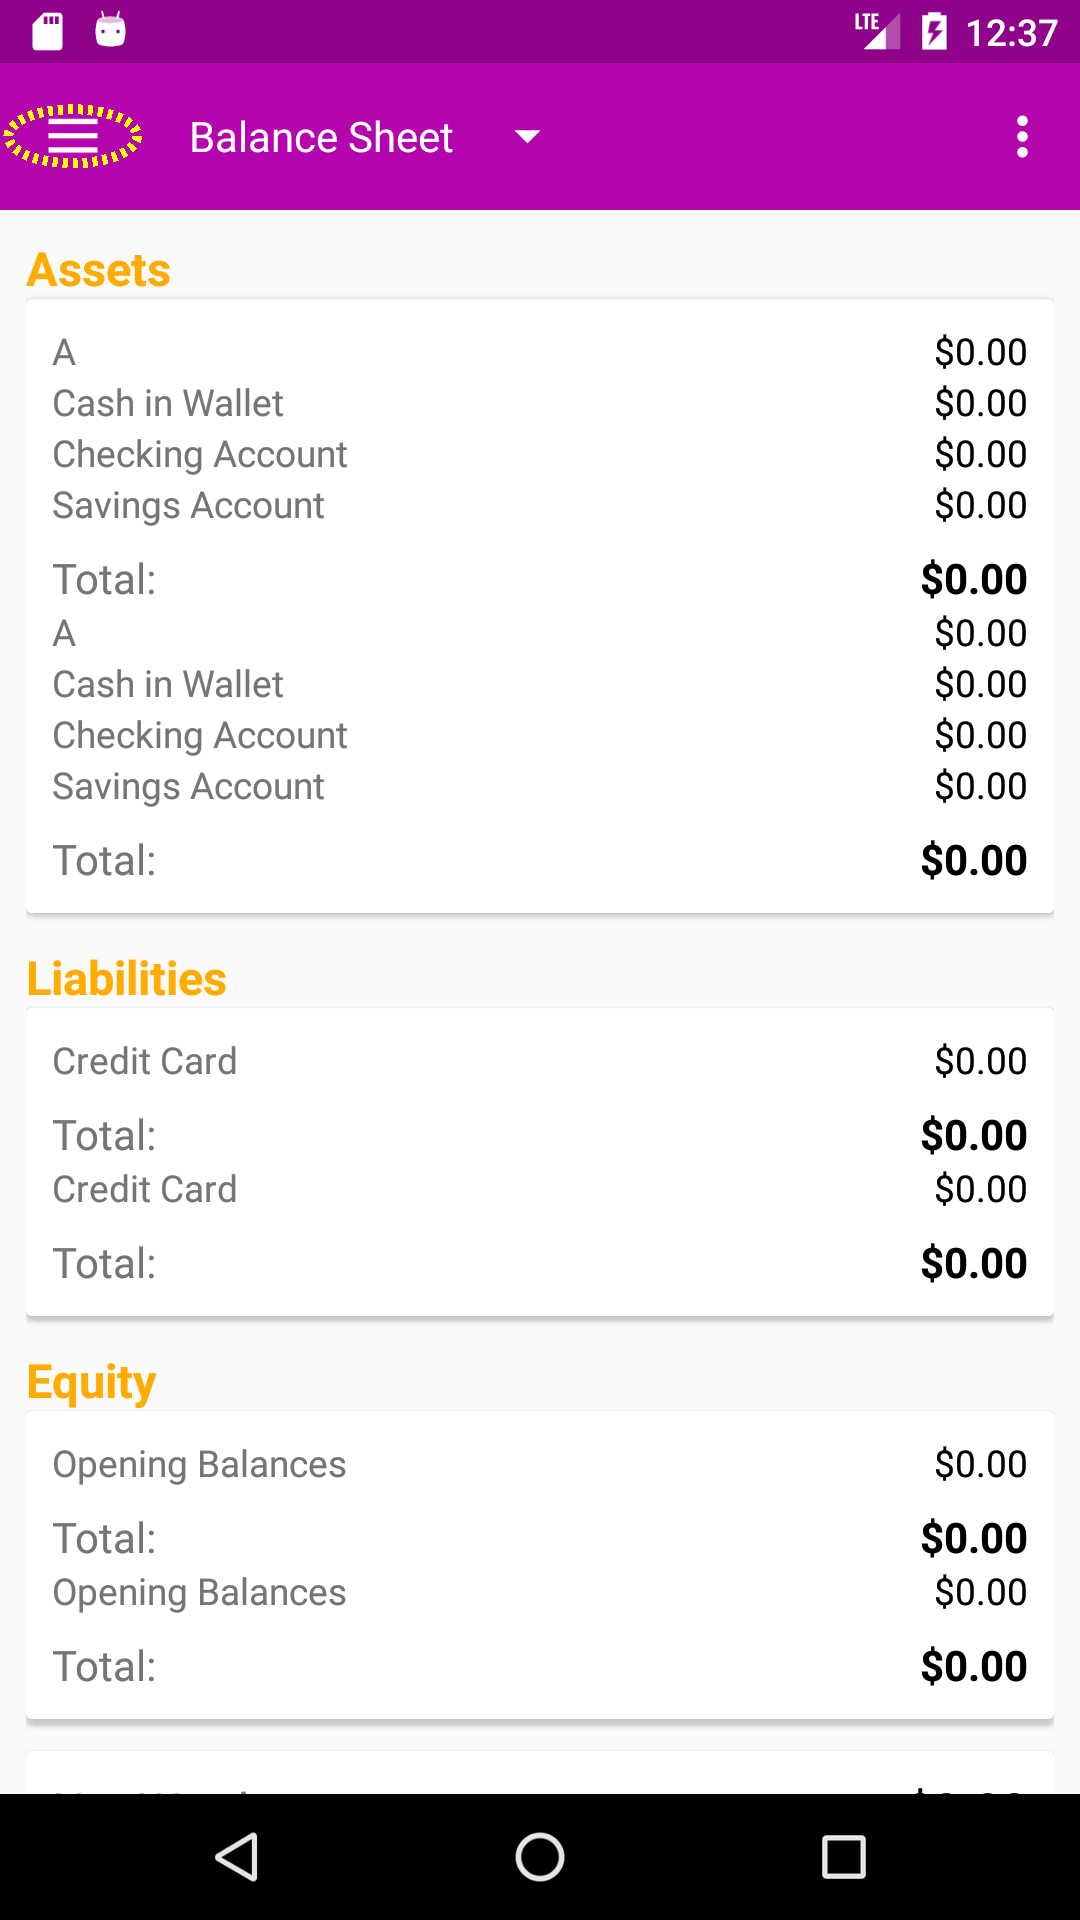 LTE 12:37
Balance Sheet
Assets
A $0.00
Cash in Wallet $0.00
Checking Account $0.00
Savings Account $0.00
Total: $0.00
A $0.00
Cash in Wallet $0.00
Checking Account $0.00
Savings Account $0.00
Total: $0.00
Liabilities
Credit Card $0.00
Total: $0.00
Credit Card $0.00
Total: $0.00
Equity
Opening Balances $0.00
Total: $0.00
Opening Balances $0.00
Total: $0.00